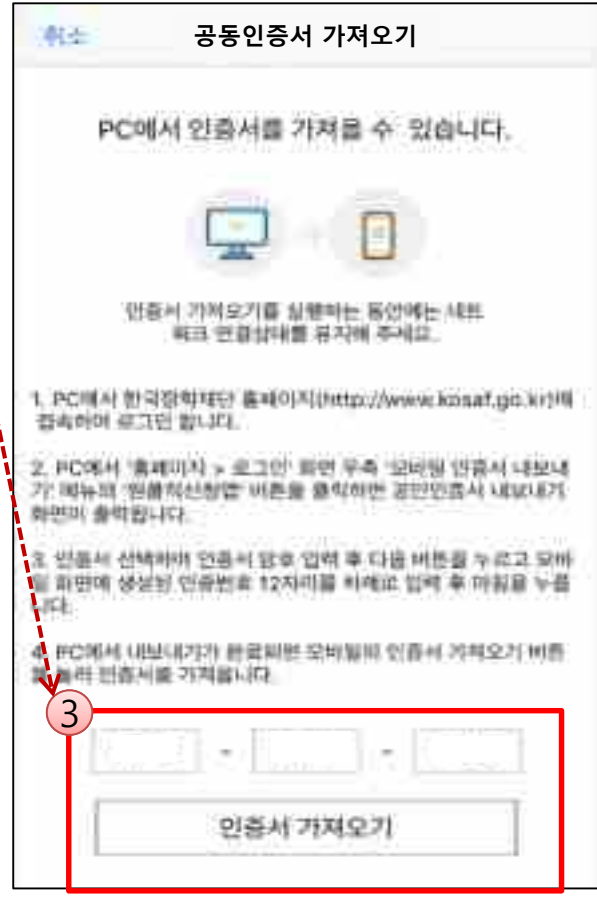 취소
공동인증서 가져오기
PC에서 인증서를 가져올 수 있습니다.
인증서 가져오기를 실행하는 동안에는 네트
워크 연결상태를 유지해 주세요.
1. PC에서 한국장학재단 홈페이지(http://www.kosaf.go.kr)에
접속하여 로그인 합니다.
2. PC에서 '홈페이지 > 로그인' 화면 우측 '모바일 인증서 내보내
기' 메뉴의 '원클릭신청앱' 버튼을 클릭하면 공인인증서 내보내기
화면이 출력됩니다.
3. 인증서 선택하여 인증서 암호 입력 후 다음 버튼을 누르고 모바
일 화면에 생성된 인증번호 12자리를 차례로 입력 후 마침을 누릅
니다.
4. PC에서 내보내기가 완료되면 모바일의 인증서 가져오기 버튼
을 눌러 인증서를 가져옵니다.
3
- -
인증서 가져오기